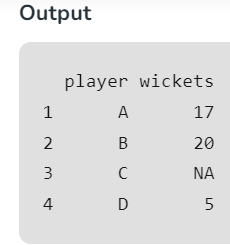 Output
player wickets
1 A 17
2 B 20
3 C NA
4 D 5